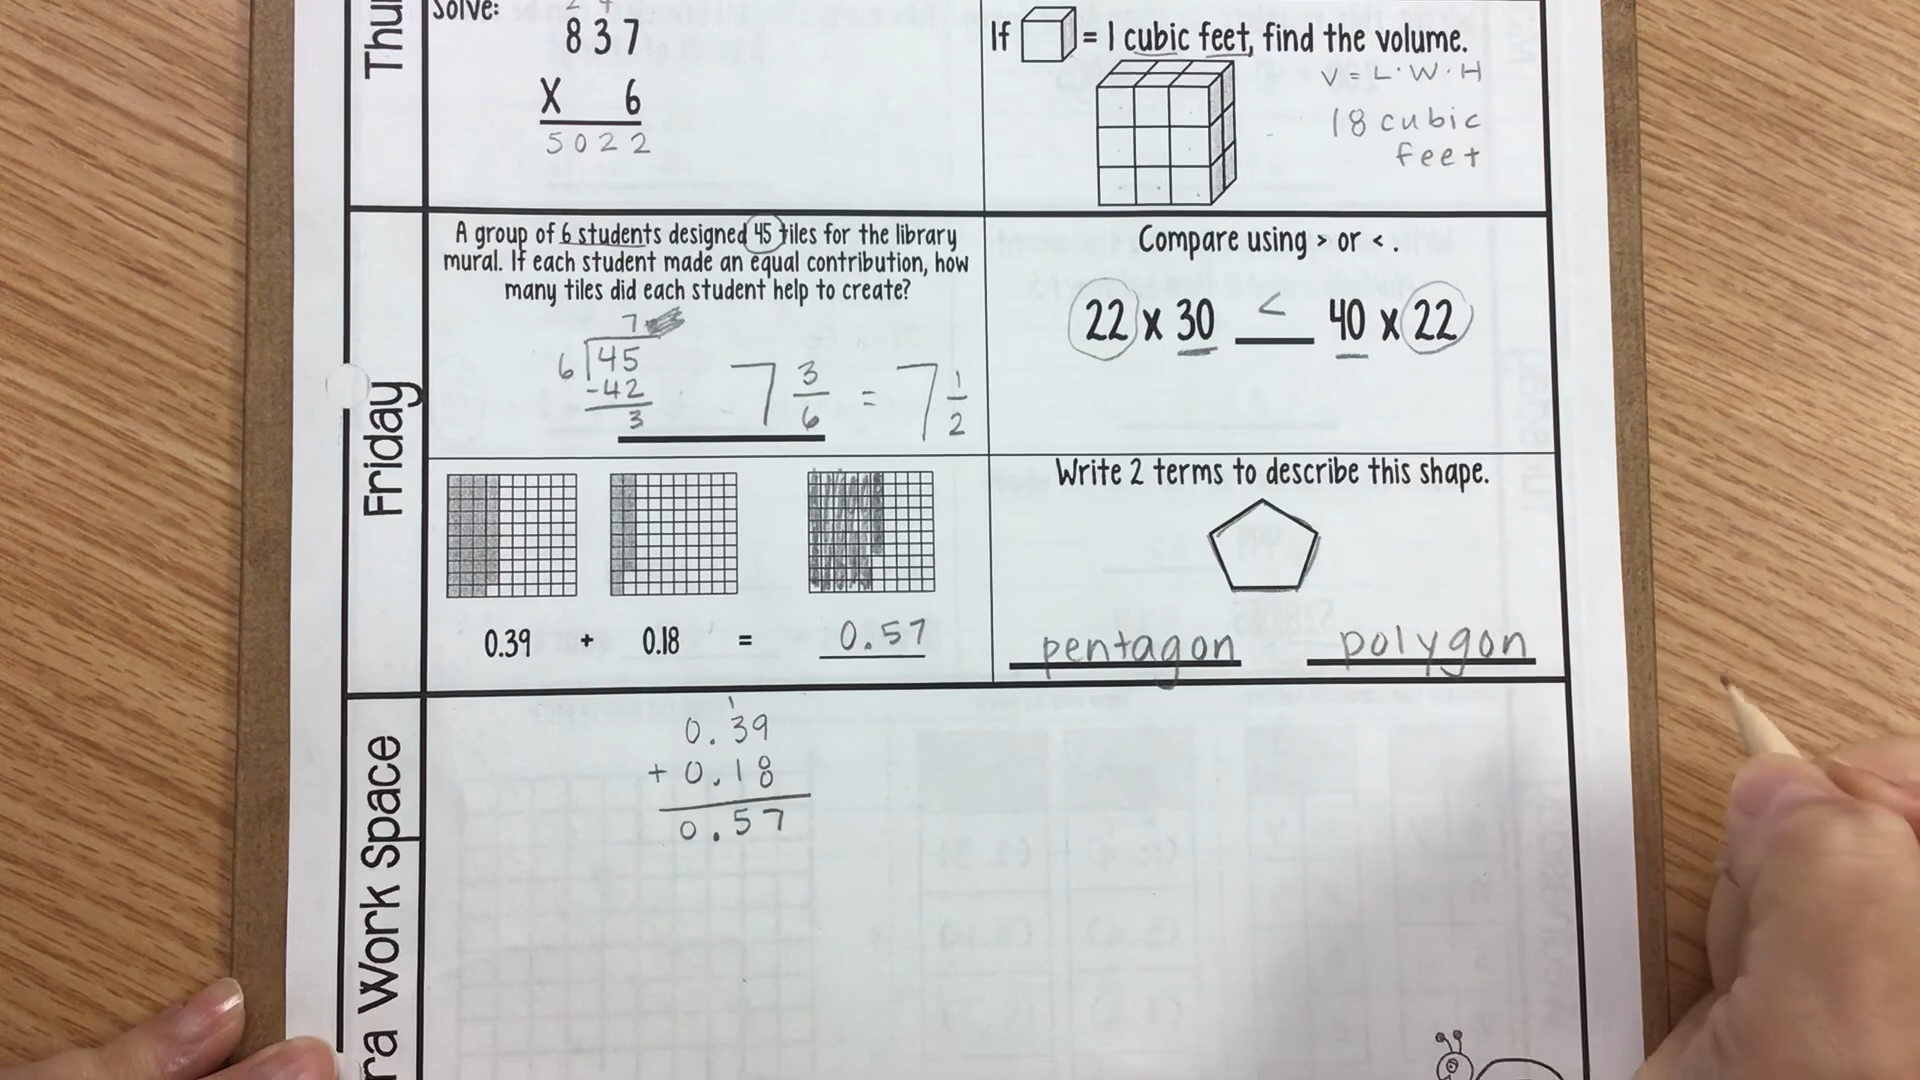 Thu
Solve:
2 4
837
X 6
5022
If = 1 cubic feet, find the volume.
V = L · W · H
18 cubic
feet
Friday
A group of 6 students designed 45 tiles for the library
mural. If each student made an equal contribution, how
many tiles did each student help to create?
7
6 45
-42
3
7 3/6 = 7 1/2
Compare using > or < .
22 x 30 < 40 x 22
0.39 + 0.18 = 0.57
Write 2 terms to describe this shape.
pentagon polygon
ra Work Space
1
0.39
+ 0.18
0.57